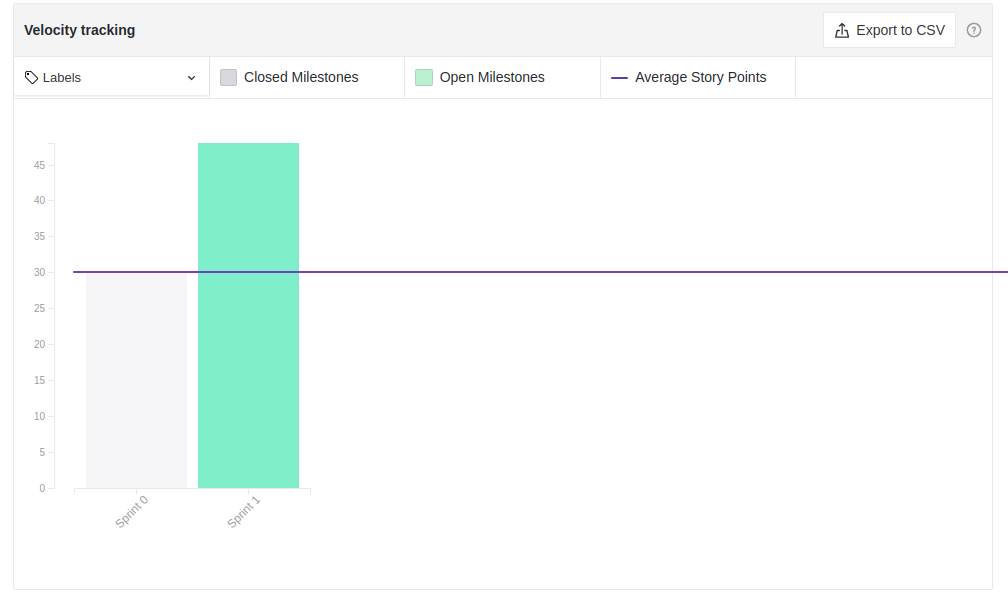 Velocity tracking
Export to CSV
?
Labels
Closed Milestones
Open Milestones
Average Story Points
45
40
35
30
25
20
15
10
5
0
Sprint 0
Sprint 1